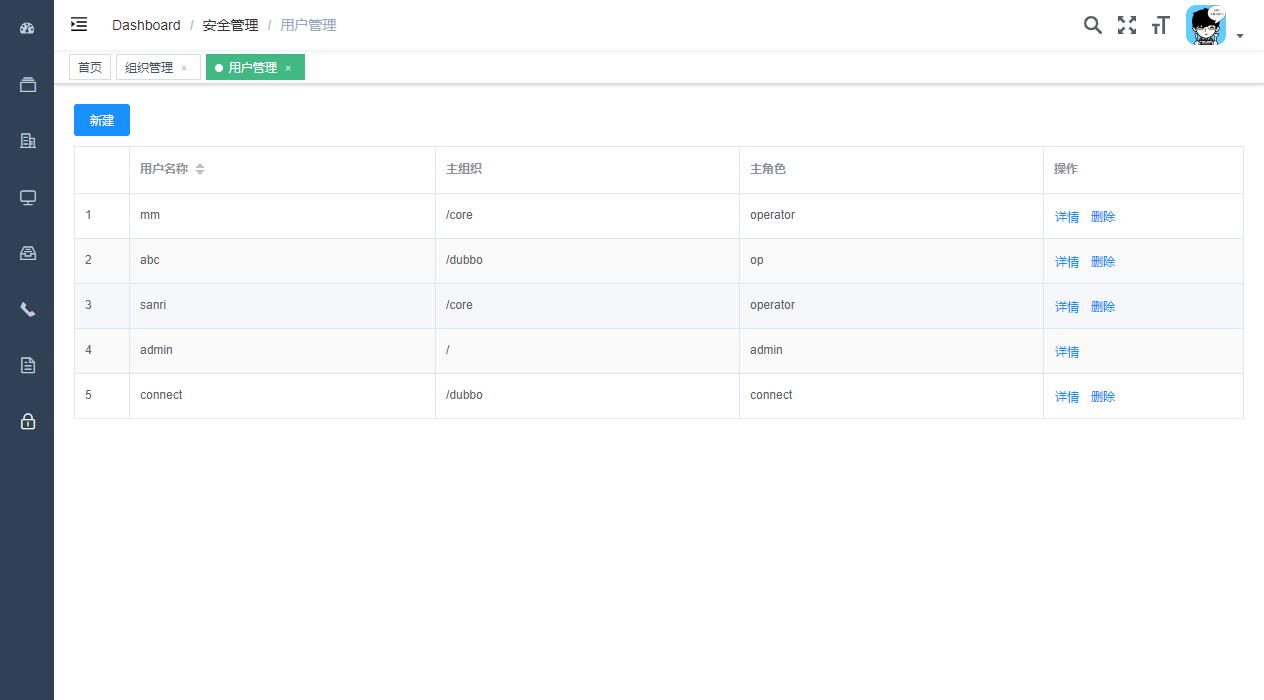 Dashboard / 安全管理 / 用户管理
首页 组织管理 × 用户管理 ×
新建
用户名称 主组织 主角色 操作
1 mm /core operator 详情 删除
2 abc /dubbo op 详情 删除
3 sanri /core operator 详情 删除
4 admin / admin 详情
5 connect /dubbo connect 详情 删除